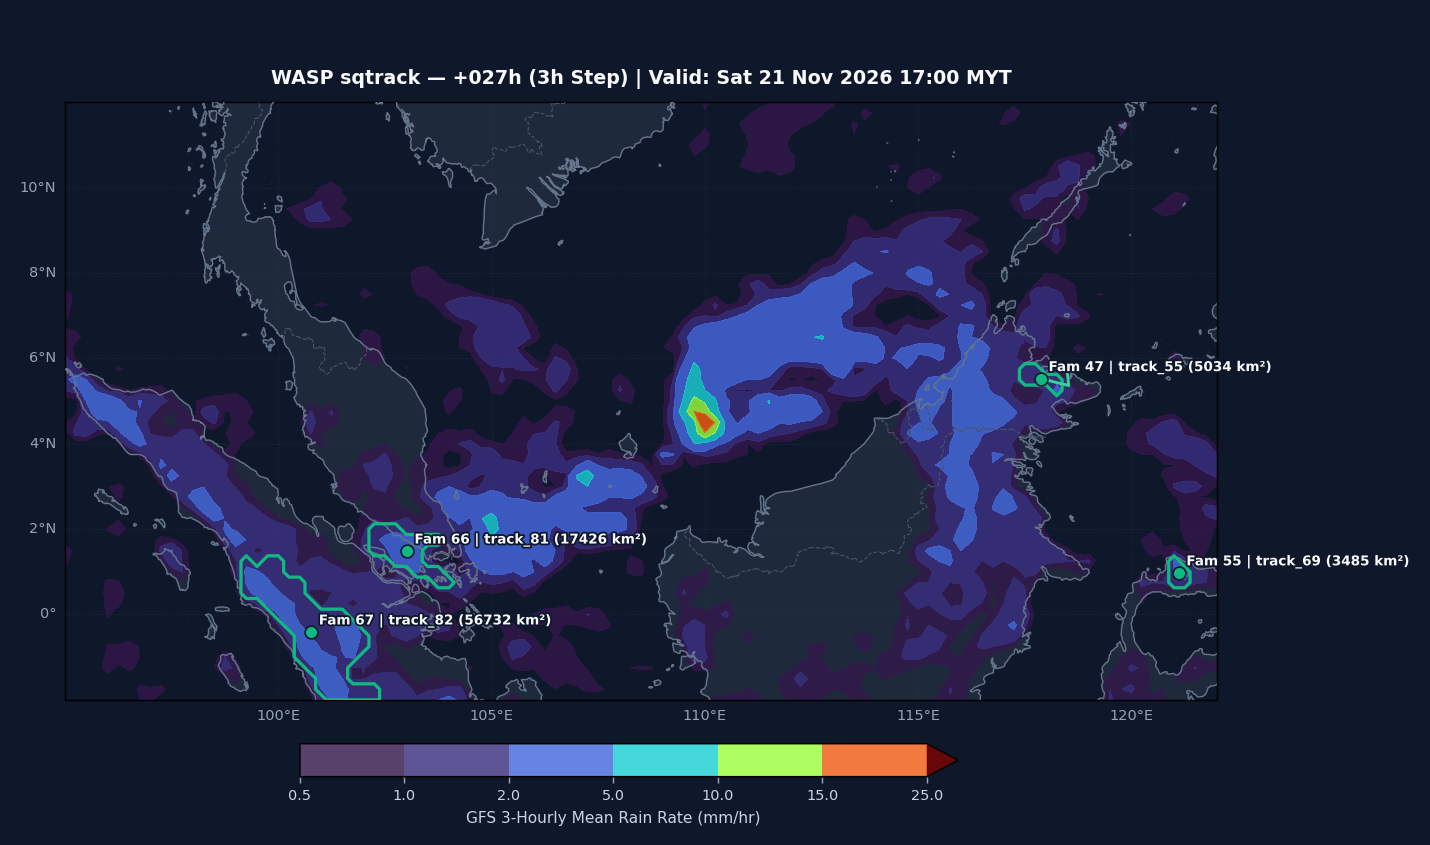 WASP sqtrack — +027h (3h Step) | Valid: Sat 21 Nov 2026 17:00 MYT
10°N
8°N
6°N
Fam 47 | track_55 (5034 km²)
4°N
2°N
Fam 66 | track_81 (17426 km²)
Fam 55 | track_69 (3485 km²)
0°
Fam 67 | track_82 (56732 km²)
100°E 105°E 110°E 115°E 120°E
0.5 1.0 2.0 5.0 10.0 15.0 25.0
GFS 3-Hourly Mean Rain Rate (mm/hr)